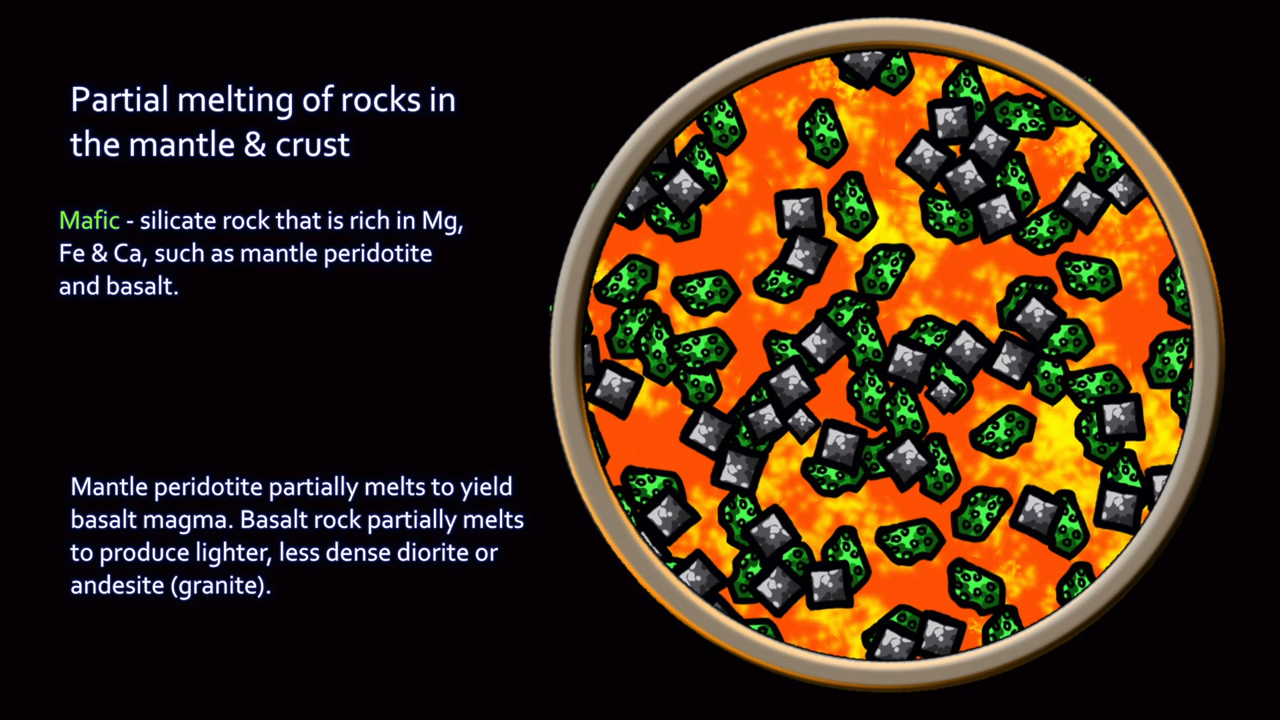 Partial melting of rocks in
the mantle & crust
Mafic - silicate rock that is rich in Mg,
Fe & Ca, such as mantle peridotite
and basalt.
Mantle peridotite partially melts to yield
basalt magma. Basalt rock partially melts
to produce lighter, less dense diorite or
andesite (granite).